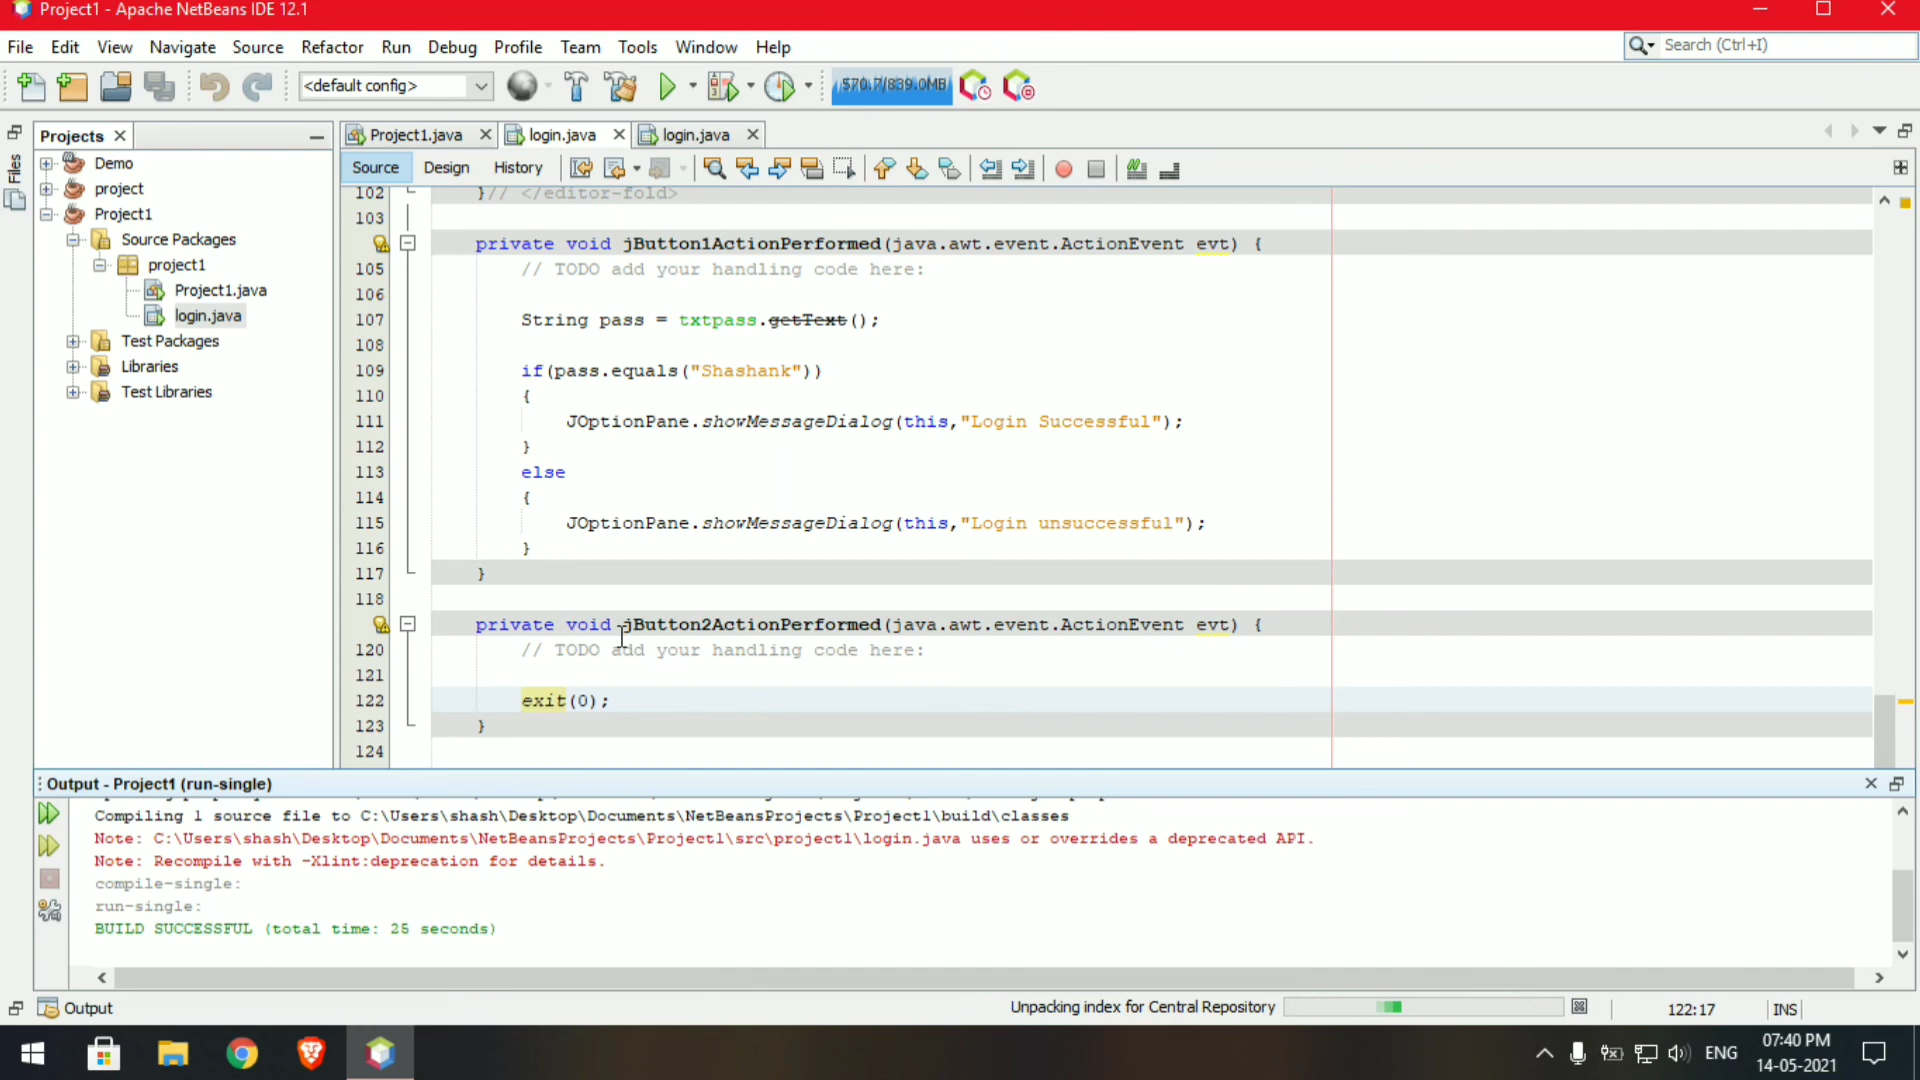 Project1 - Apache NetBeans IDE 12.1
File Edit View Navigate Source Refactor Run Debug Profile Team Tools Window Help
Search (Ctrl+I)
<default config>
570.7/839.0MB
Files
Projects
Project1.java login.java login.java
Demo
project
Project1
Source Packages
project1
Project1.java
login.java
Test Packages
Libraries
Test Libraries
Source Design History
102 }// </editor-fold>
103
private void jButton1ActionPerformed(java.awt.event.ActionEvent evt) {
105 // TODO add your handling code here:
106
107 String pass = txtpass.getText();
108
109 if(pass.equals("Shashank"))
110 {
111 JOptionPane.showMessageDialog(this,"Login Successful");
112 }
113 else
114 {
115 JOptionPane.showMessageDialog(this,"Login unsuccessful");
116 }
117 }
118
private void jButton2ActionPerformed(java.awt.event.ActionEvent evt) {
120 // TODO add your handling code here:
121
122 exit(0);
123 }
124
Output - Project1 (run-single)
Compiling 1 source file to C:\Users\shash\Desktop\Documents\NetBeansProjects\Project1\build\classes
Note: C:\Users\shash\Desktop\Documents\NetBeansProjects\Project1\src\project1\login.java uses or overrides a deprecated API.
Note: Recompile with -Xlint:deprecation for details.
compile-single:
run-single:
BUILD SUCCESSFUL (total time: 25 seconds)
Output
Unpacking index for Central Repository
122:17 INS
ENG
07:40 PM
14-05-2021